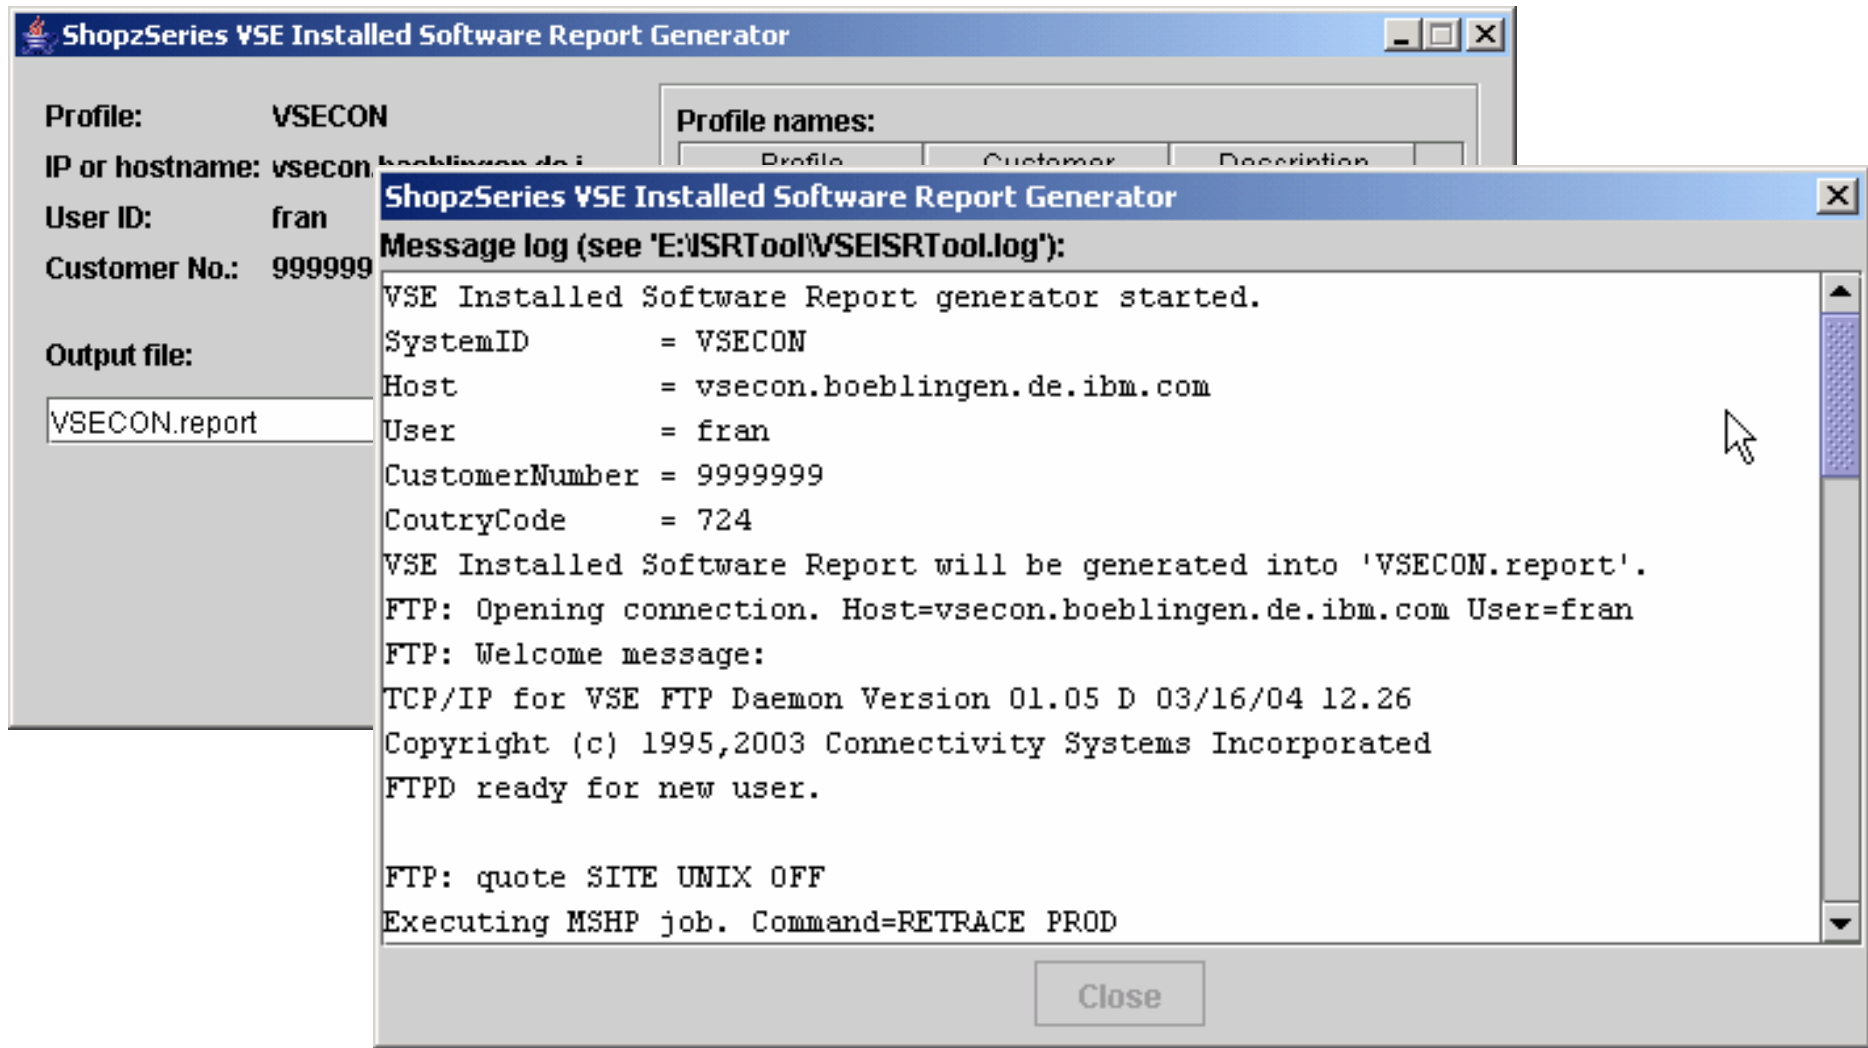 ShopzSeries VSE Installed Software Report Generator
Profile: VSECON
IP or hostname: vsecon.boeblingen.de.i
User ID: fran
Customer No.: 999999
Output file:
VSECON.report
Profile names:
Profile Customer Description
ShopzSeries VSE Installed Software Report Generator
Message log (see 'E:\ISRTool\VSEISRTool.log'):
VSE Installed Software Report generator started.
SystemID = VSECON
Host = vsecon.boeblingen.de.ibm.com
User = fran
CustomerNumber = 9999999
CoutryCode = 724
VSE Installed Software Report will be generated into 'VSECON.report'.
FTP: Opening connection. Host=vsecon.boeblingen.de.ibm.com User=fran
FTP: Welcome message:
TCP/IP for VSE FTP Daemon Version 01.05 D 03/16/04 12.26
Copyright (c) 1995,2003 Connectivity Systems Incorporated
FTPD ready for new user.
FTP: quote SITE UNIX OFF
Executing MSHP job. Command=RETRACE PROD
Close